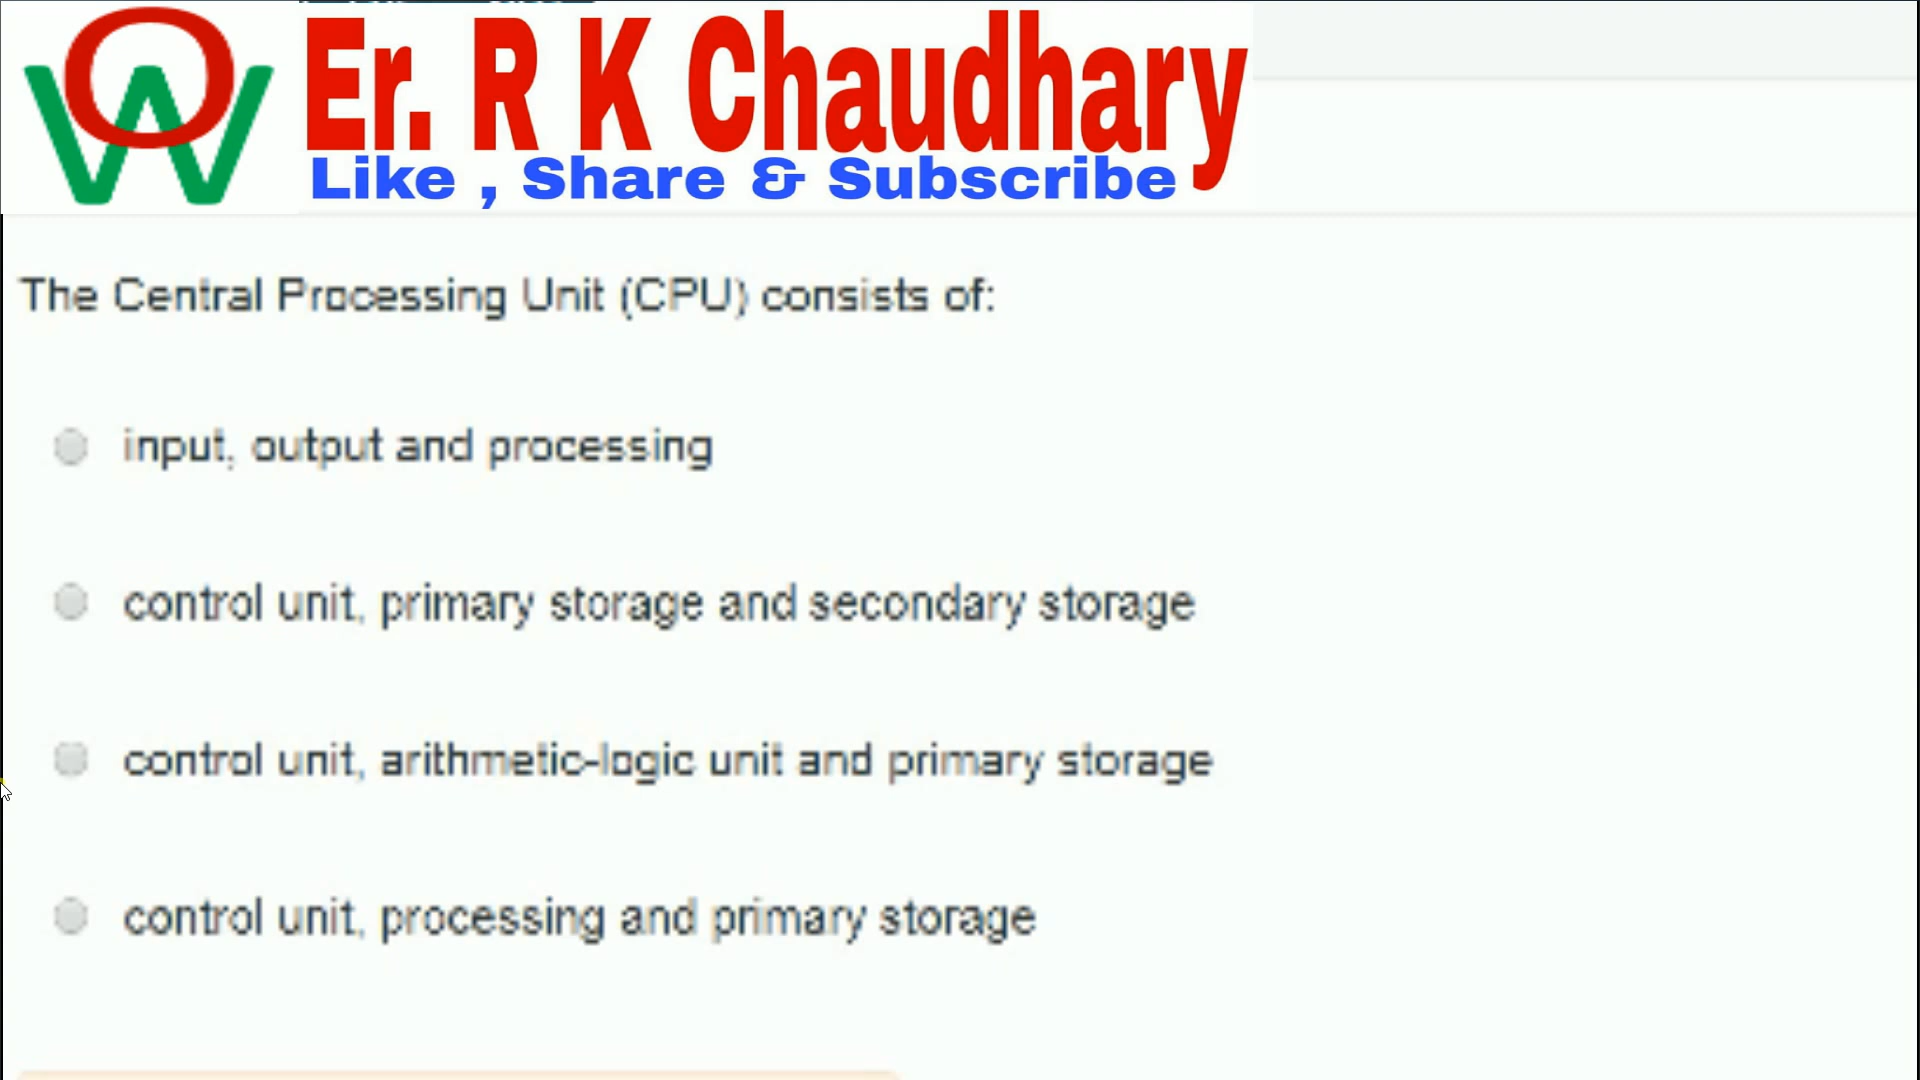 Er. R K Chaudhary
Like , Share & Subscribe
The Central Processing Unit (CPU) consists of:
input, output and processing
control unit, primary storage and secondary storage
control unit, arithmetic-logic unit and primary storage
control unit, processing and primary storage